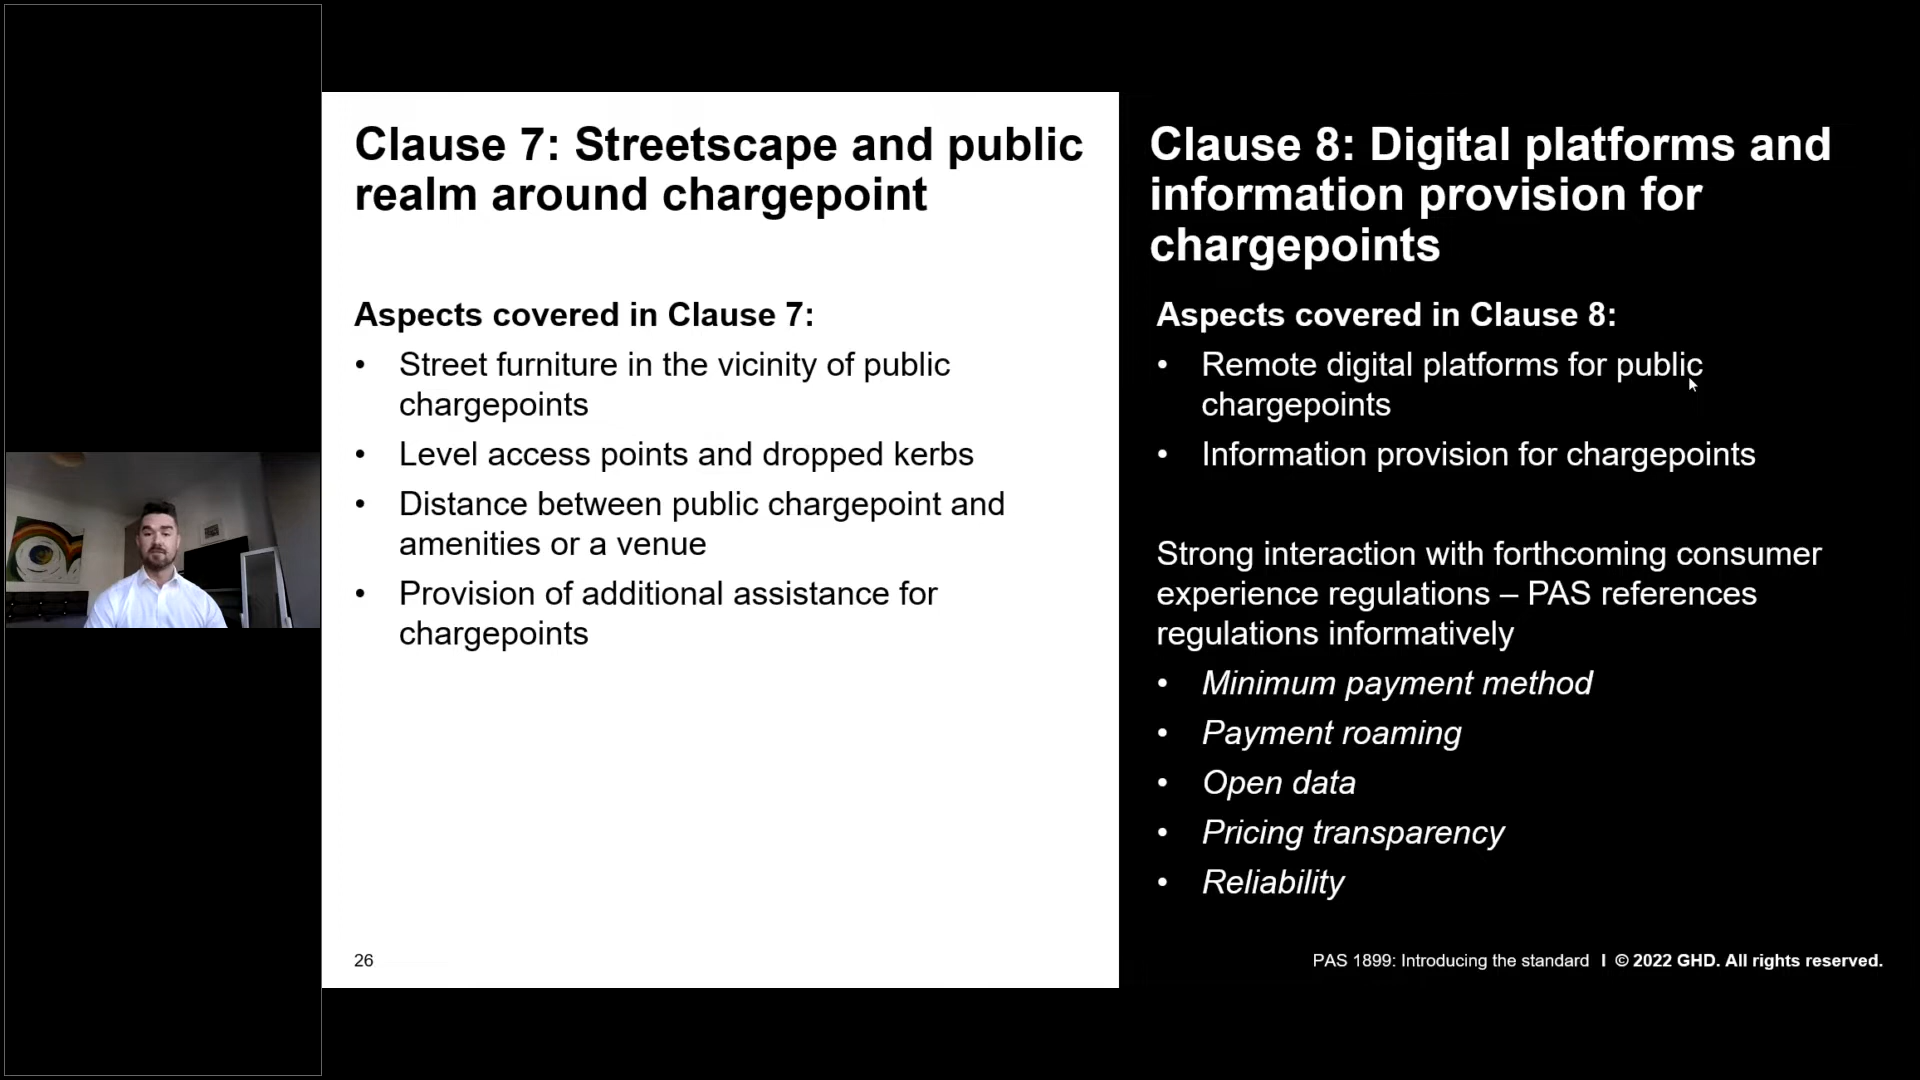 Clause 7: Streetscape and public
realm around chargepoint
Aspects covered in Clause 7:
• Street furniture in the vicinity of public
chargepoints
• Level access points and dropped kerbs
• Distance between public chargepoint and
amenities or a venue
• Provision of additional assistance for
chargepoints
26
Clause 8: Digital platforms and
information provision for
chargepoints
Aspects covered in Clause 8:
• Remote digital platforms for public
chargepoints
• Information provision for chargepoints
Strong interaction with forthcoming consumer
experience regulations – PAS references
regulations informatively
• Minimum payment method
• Payment roaming
• Open data
• Pricing transparency
• Reliability
PAS 1899: Introducing the standard I © 2022 GHD. All rights reserved.